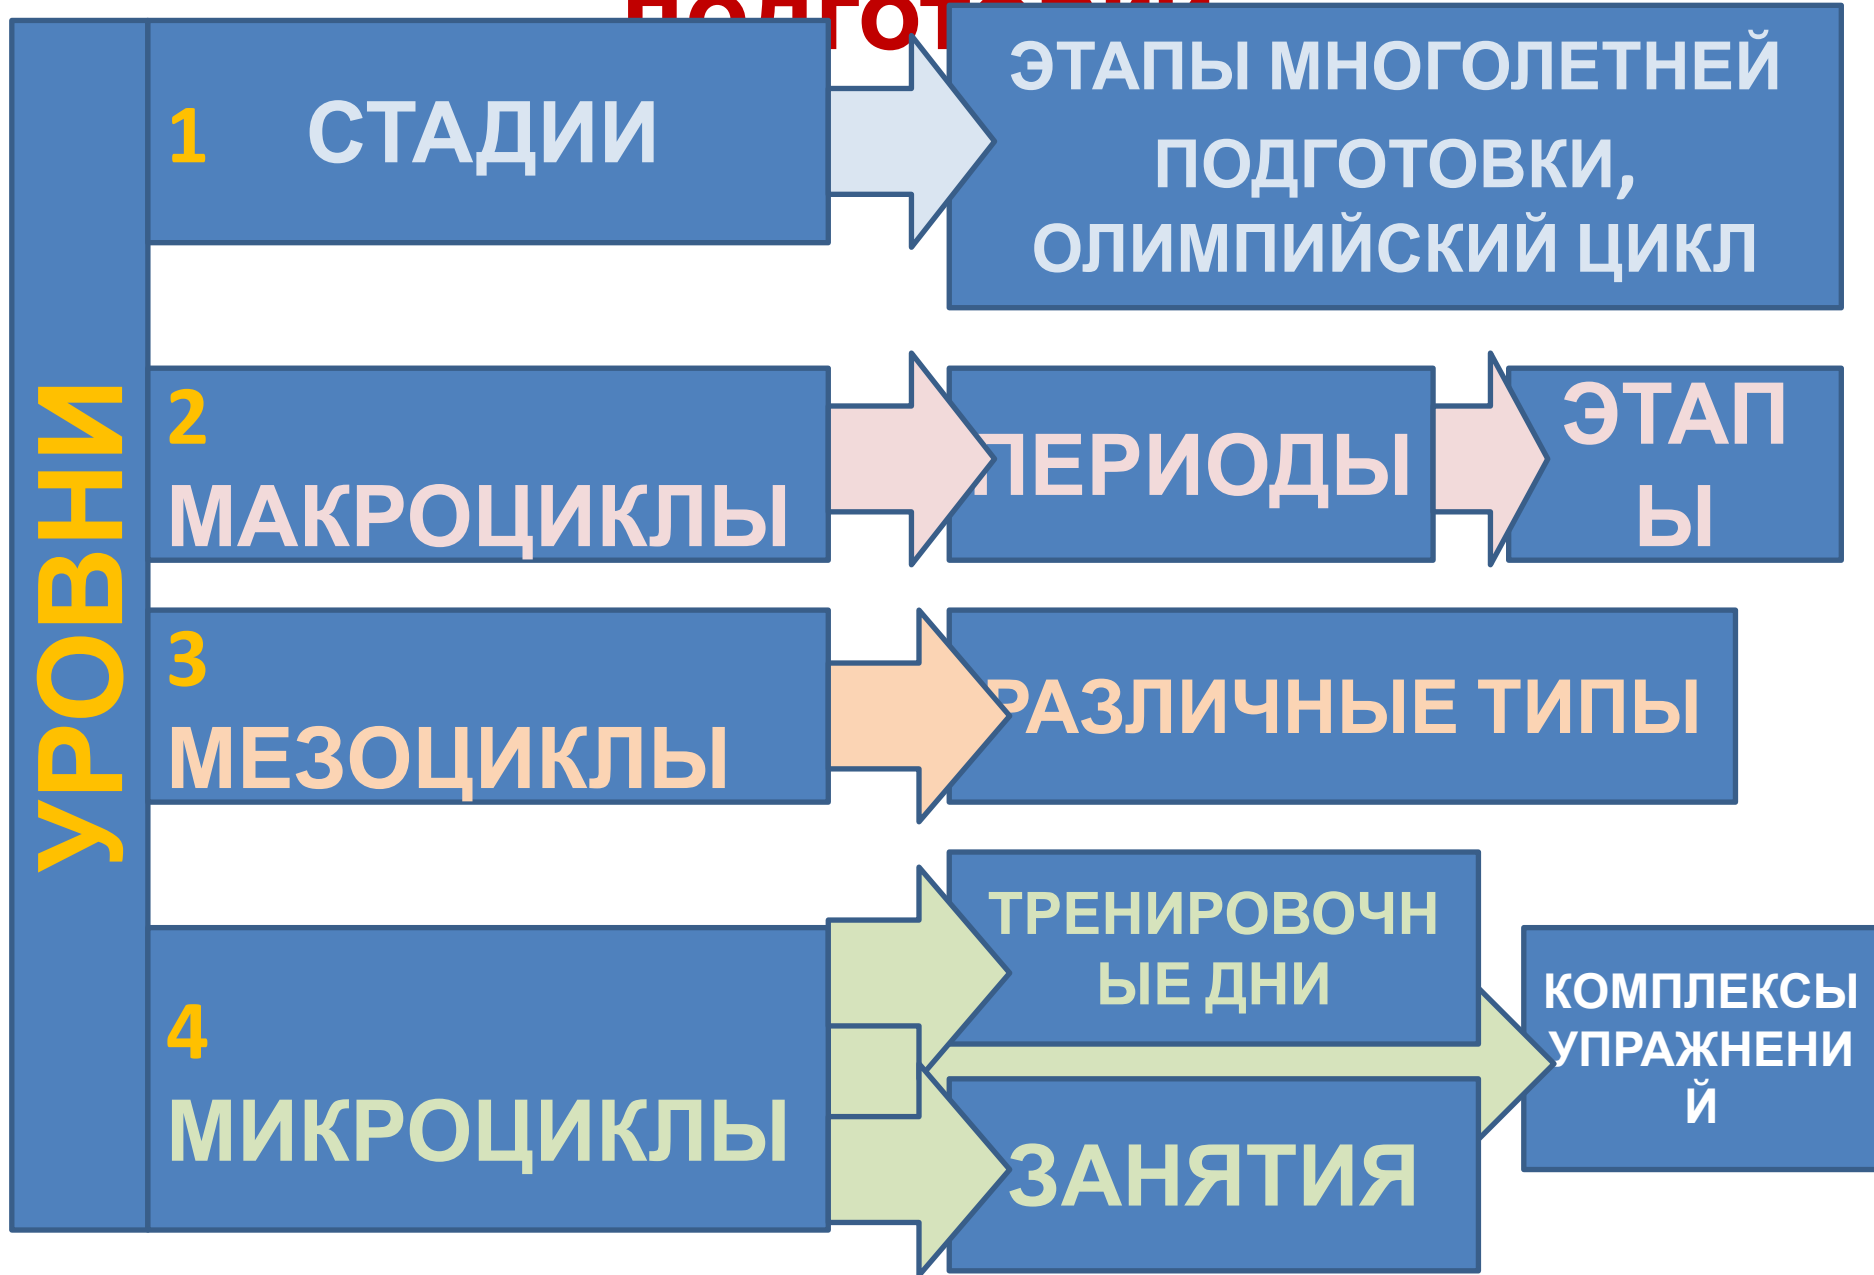 УРОВНИ
1 СТАДИИ
ЭТАПЫ МНОГОЛЕТНЕЙ
ПОДГОТОВКИ,
ОЛИМПИЙСКИЙ ЦИКЛ
2
МАКРОЦИКЛЫ
ПЕРИОДЫ
ЭТАП
Ы
3
МЕЗОЦИКЛЫ
РАЗЛИЧНЫЕ ТИПЫ
4
МИКРОЦИКЛЫ
ТРЕНИРОВОЧН
ЫЕ ДНИ
ЗАНЯТИЯ
КОМПЛЕКСЫ
УПРАЖНЕНИ
Й